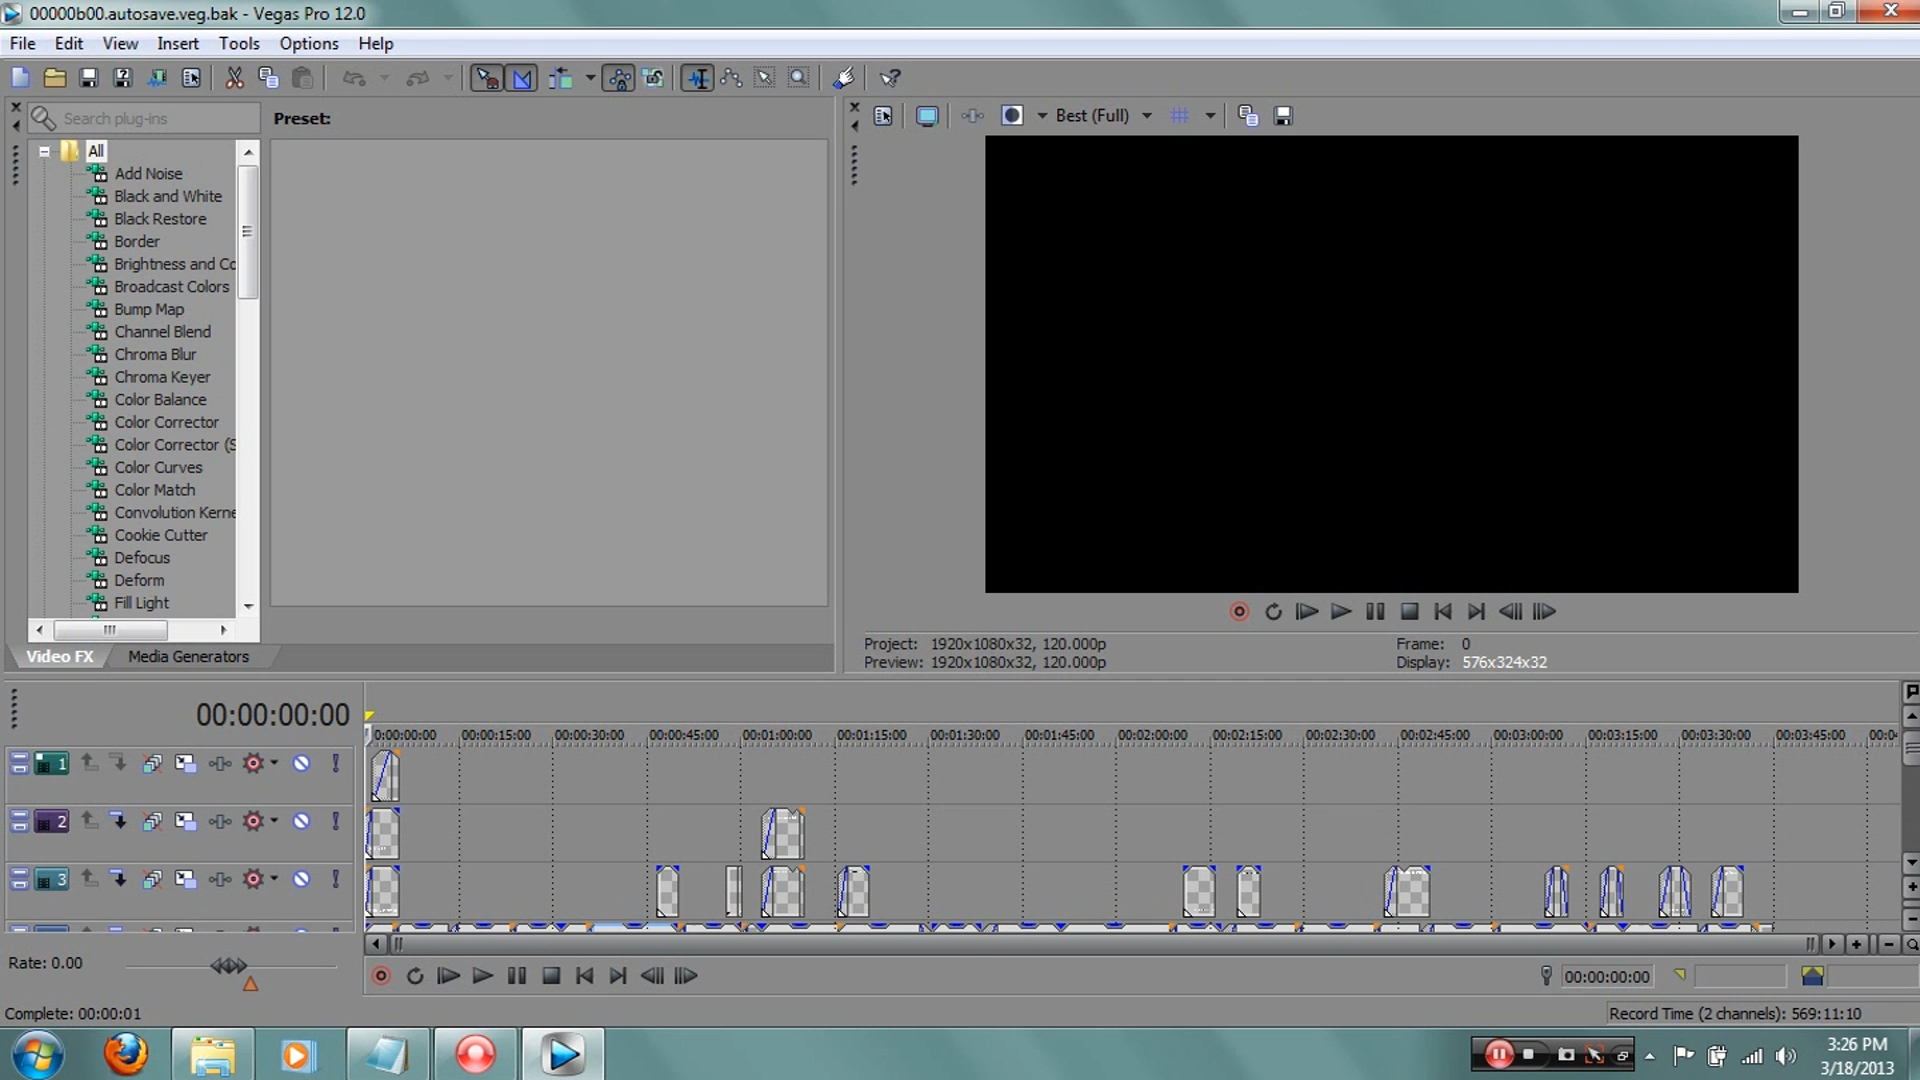 00000b00.autosave.veg.bak - Vegas Pro 12.0
File Edit View Insert Tools Options Help
Search plug-ins
Preset:
Best (Full)
All
Add Noise
Black and White
Black Restore
Border
Brightness and Co
Broadcast Colors
Bump Map
Channel Blend
Chroma Blur
Chroma Keyer
Color Balance
Color Corrector
Color Corrector (S
Color Curves
Color Match
Convolution Kerne
Cookie Cutter
Defocus
Deform
Fill Light
Video FX Media Generators
Project: 1920x1080x32, 120.000p Frame: 0
Preview: 1920x1080x32, 120.000p Display: 576x324x32
00:00:00:00
0:00:00:00 00:00:15:00 00:00:30:00 00:00:45:00 00:01:00:00 00:01:15:00 00:01:30:00 00:01:45:00 00:02:00:00 00:02:15:00 00:02:30:00 00:02:45:00 00:03:00:00 00:03:15:00 00:03:30:00 00:03:45:00 00:04
1
2
3
Rate: 0.00
00:00:00:00
Complete: 00:00:01
Record Time (2 channels): 569:11:10
3:26 PM
3/18/2013